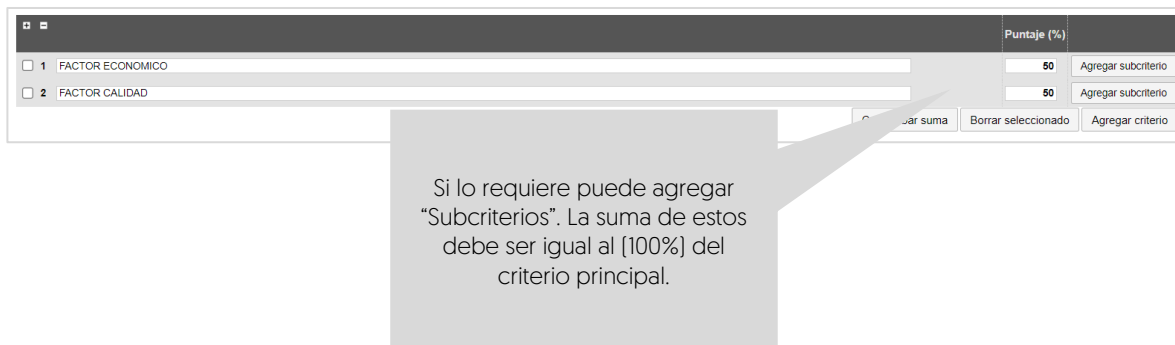 Puntaje (%)
1 FACTOR ECONOMICO 50 Agregar subcriterio
2 FACTOR CALIDAD 50 Agregar subcriterio
suma Borrar seleccionado Agregar criterio
Si lo requiere puede agregar
“Subcriterios”. La suma de estos
debe ser igual al (100%) del
criterio principal.